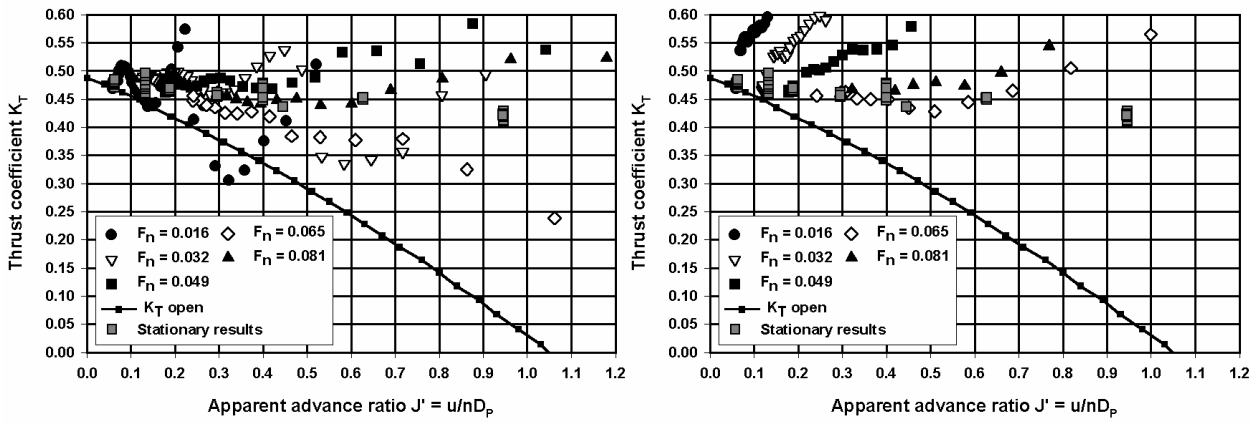 0.60 0.55 0.50 0.45 0.40 0.35 0.30 0.25 0.20 0.15 0.10 0.05 0.00
Thrust coefficient K_T
F_n = 0.016 F_n = 0.065
F_n = 0.032 F_n = 0.081
F_n = 0.049
K_T open
Stationary results
0.0 0.1 0.2 0.3 0.4 0.5 0.6 0.7 0.8 0.9 1.0 1.1 1.2
Apparent advance ratio J' = u/nD_P
0.60 0.55 0.50 0.45 0.40 0.35 0.30 0.25 0.20 0.15 0.10 0.05 0.00
Thrust coefficient K_T
F_n = 0.016 F_n = 0.065
F_n = 0.032 F_n = 0.081
F_n = 0.049
K_T open
Stationary results
0.0 0.1 0.2 0.3 0.4 0.5 0.6 0.7 0.8 0.9 1.0 1.1 1.2
Apparent advance ratio J' = u/nD_P